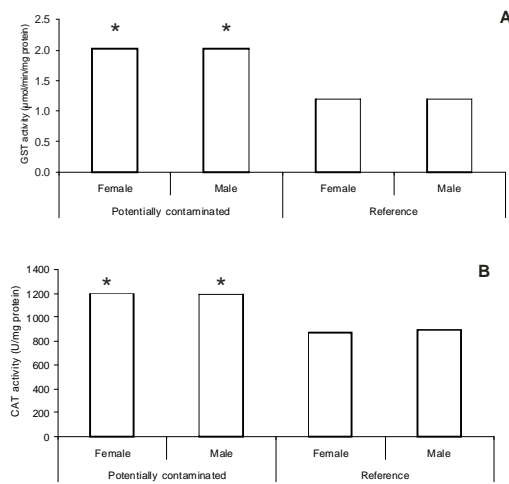 A
GST activity (µmol/min/mg protein)
2.5
2.0
1.5
1.0
0.5
0.0
* *
Female Male Female Male
Potentially contaminated Reference
B
CAT activity (U/mg protein)
1400
1200
1000
800
600
400
200
0
* *
Female Male Female Male
Potentially contaminated Reference